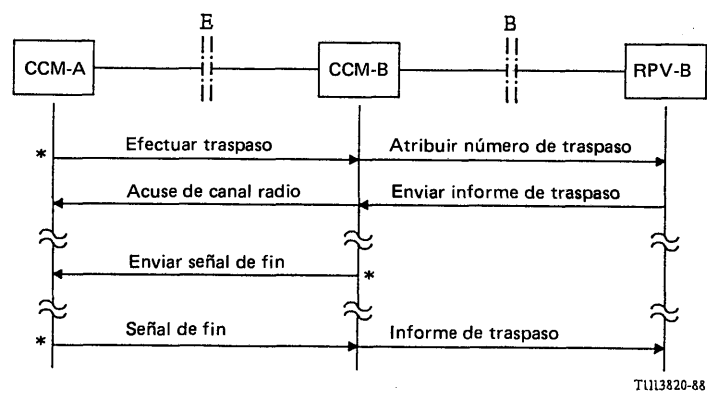 E B
CCM-A CCM-B RPV-B
* Efectuar traspaso Atribuir número de traspaso
Acuse de canal radio Enviar informe de traspaso
Enviar señal de fin *
* Señal de fin Informe de traspaso
T1113820-88